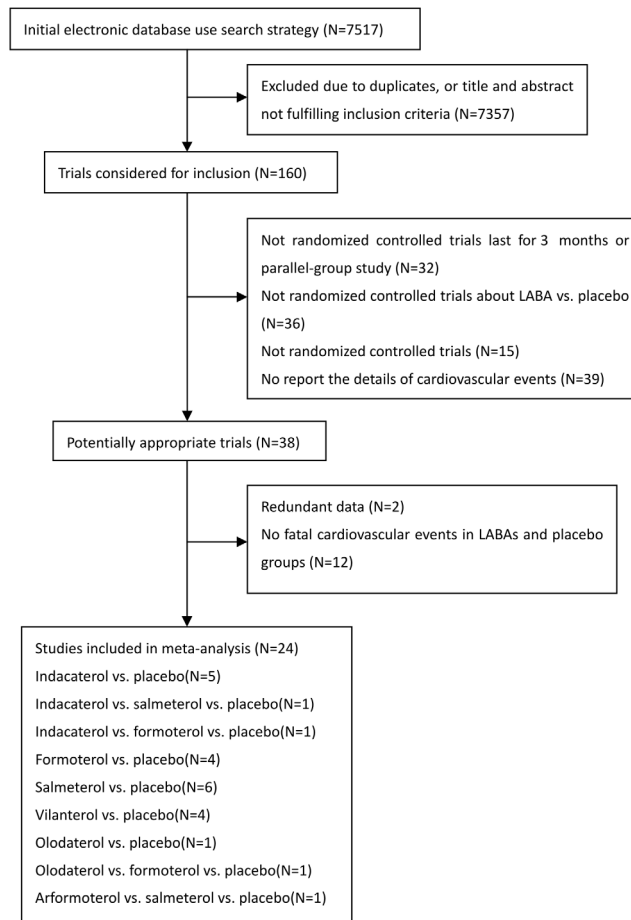 Initial electronic database use search strategy (N=7517)
Excluded due to duplicates, or title and abstract
not fulfilling inclusion criteria (N=7357)
Trials considered for inclusion (N=160)
Not randomized controlled trials last for 3 months or
parallel-group study (N=32)
Not randomized controlled trials about LABA vs. placebo
(N=36)
Not randomized controlled trials (N=15)
No report the details of cardiovascular events (N=39)
Potentially appropriate trials (N=38)
Redundant data (N=2)
No fatal cardiovascular events in LABAs and placebo
groups (N=12)
Studies included in meta-analysis (N=24)
Indacaterol vs. placebo(N=5)
Indacaterol vs. salmeterol vs. placebo(N=1)
Indacaterol vs. formoterol vs. placebo(N=1)
Formoterol vs. placebo(N=4)
Salmeterol vs. placebo(N=6)
Vilanterol vs. placebo(N=4)
Olodaterol vs. placebo(N=1)
Olodaterol vs. formoterol vs. placebo(N=1)
Arformoterol vs. salmeterol vs. placebo(N=1)